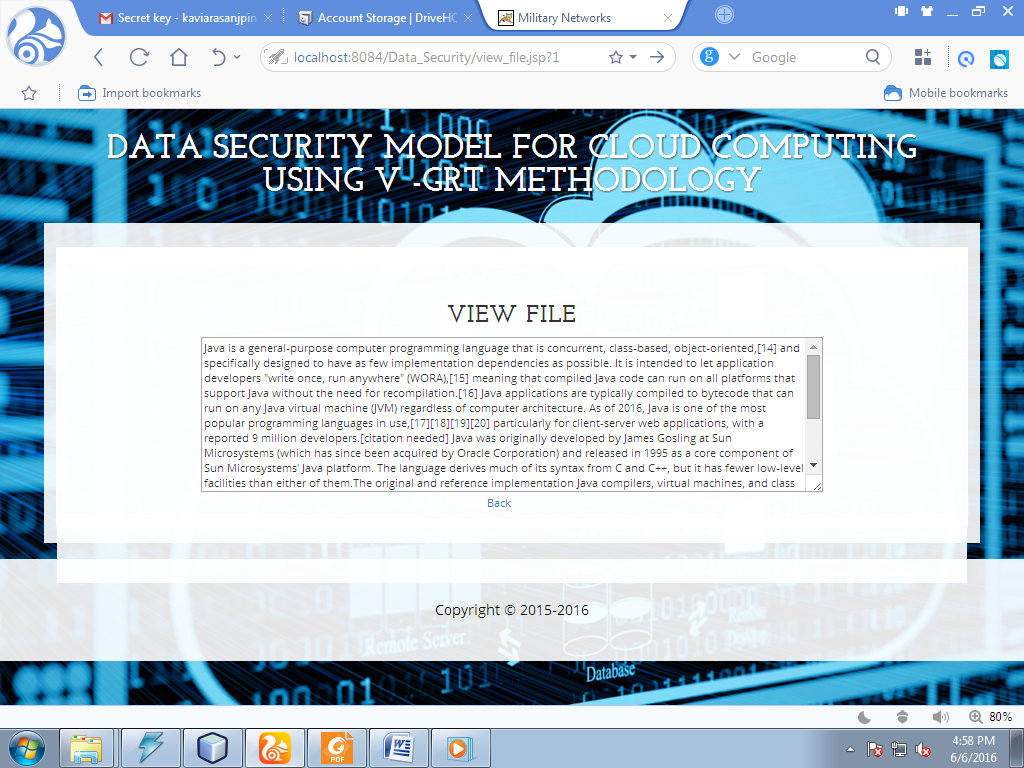 Secret key - kaviarasanjpin
Account Storage | DriveHC
Military Networks
localhost:8084/Data_Security/view_file.jsp?1
Google
Import bookmarks
Mobile bookmarks
DATA SECURITY MODEL FOR CLOUD COMPUTING
USING V -GRT METHODOLOGY
VIEW FILE
Java is a general-purpose computer programming language that is concurrent, class-based, object-oriented,[14] and
specifically designed to have as few implementation dependencies as possible. It is intended to let application
developers "write once, run anywhere" (WORA),[15] meaning that compiled Java code can run on all platforms that
support Java without the need for recompilation.[16] Java applications are typically compiled to bytecode that can
run on any Java virtual machine (JVM) regardless of computer architecture. As of 2016, Java is one of the most
popular programming languages in use,[17][18][19][20] particularly for client-server web applications, with a
reported 9 million developers.[citation needed] Java was originally developed by James Gosling at Sun
Microsystems (which has since been acquired by Oracle Corporation) and released in 1995 as a core component of
Sun Microsystems' Java platform. The language derives much of its syntax from C and C++, but it has fewer low-level
facilities than either of them.The original and reference implementation Java compilers, virtual machines, and class
Back
Copyright © 2015-2016
Remote Server
Database
80%
PDF
4:58 PM
6/6/2016